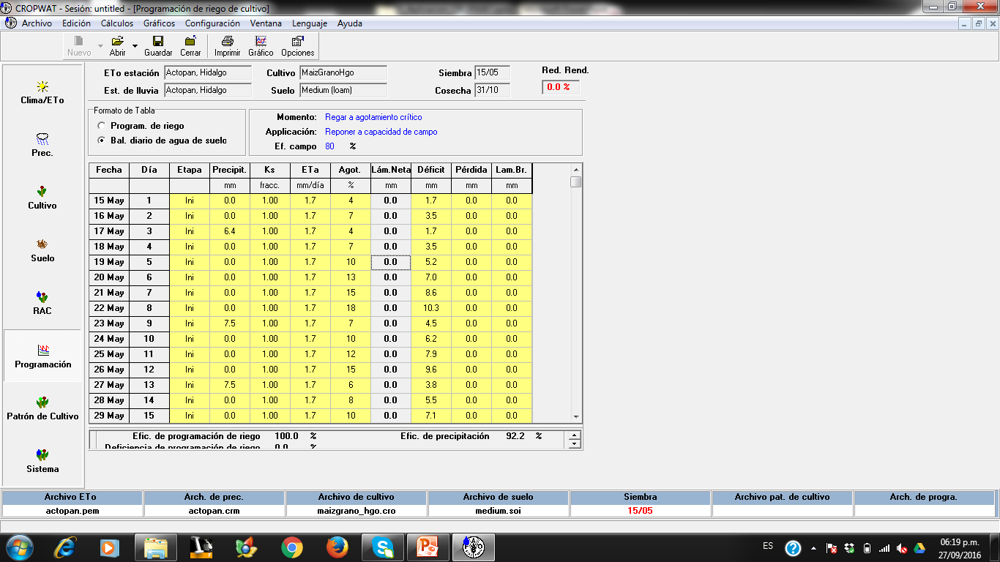 CROPWAT - Sesión: untitled - [Programación de riego de cultivo]
Archivo Edición Cálculos Gráficos Configuración Ventana Lenguaje Ayuda
Nuevo Abrir Guardar Cerrar Imprimir Gráfico Opciones
Clima/ETo
Prec.
Cultivo
Suelo
RAC
Programación
Patrón de Cultivo
Sistema
ETo estación Actopan, Hidalgo Cultivo MaizGranoHgo Siembra 15/05 Red. Rend.
Est. de lluvia Actopan, Hidalgo Suelo Medium (loam) Cosecha 31/10 0.0 %
Formato de Tabla
Program. de riego
Bal. diario de agua de suelo
Momento: Regar a agotamiento crítico
Applicación: Reponer a capacidad de campo
Ef. campo 80 %
Fecha Día Etapa Precipit. Ks ETa Agot. Lám.Neta Déficit Pérdida Lam.Br.
mm fracc. mm/día % mm mm mm mm
15 May 1 Ini 0.0 1.00 1.7 4 0.0 1.7 0.0 0.0
16 May 2 Ini 0.0 1.00 1.7 7 0.0 3.5 0.0 0.0
17 May 3 Ini 6.4 1.00 1.7 4 0.0 1.7 0.0 0.0
18 May 4 Ini 0.0 1.00 1.7 7 0.0 3.5 0.0 0.0
19 May 5 Ini 0.0 1.00 1.7 10 0.0 5.2 0.0 0.0
20 May 6 Ini 0.0 1.00 1.7 13 0.0 7.0 0.0 0.0
21 May 7 Ini 0.0 1.00 1.7 15 0.0 8.6 0.0 0.0
22 May 8 Ini 0.0 1.00 1.7 18 0.0 10.3 0.0 0.0
23 May 9 Ini 7.5 1.00 1.7 7 0.0 4.5 0.0 0.0
24 May 10 Ini 0.0 1.00 1.7 10 0.0 6.2 0.0 0.0
25 May 11 Ini 0.0 1.00 1.7 12 0.0 7.9 0.0 0.0
26 May 12 Ini 0.0 1.00 1.7 15 0.0 9.6 0.0 0.0
27 May 13 Ini 7.5 1.00 1.7 6 0.0 3.8 0.0 0.0
28 May 14 Ini 0.0 1.00 1.7 8 0.0 5.5 0.0 0.0
29 May 15 Ini 0.0 1.00 1.7 10 0.0 7.1 0.0 0.0
Efic. de programación de riego 100.0 % Efic. de precipitación 92.2 %
Deficiencia de programación de riego 0.0 %
Archivo ETo Arch. de prec. Archivo de cultivo Archivo de suelo Siembra Archivo pat. de cultivo Arch. de progra.
actopan.pem actopan.crm maizgrano_hgo.cro medium.soi 15/05
ES 06:19 p.m.
27/09/2016